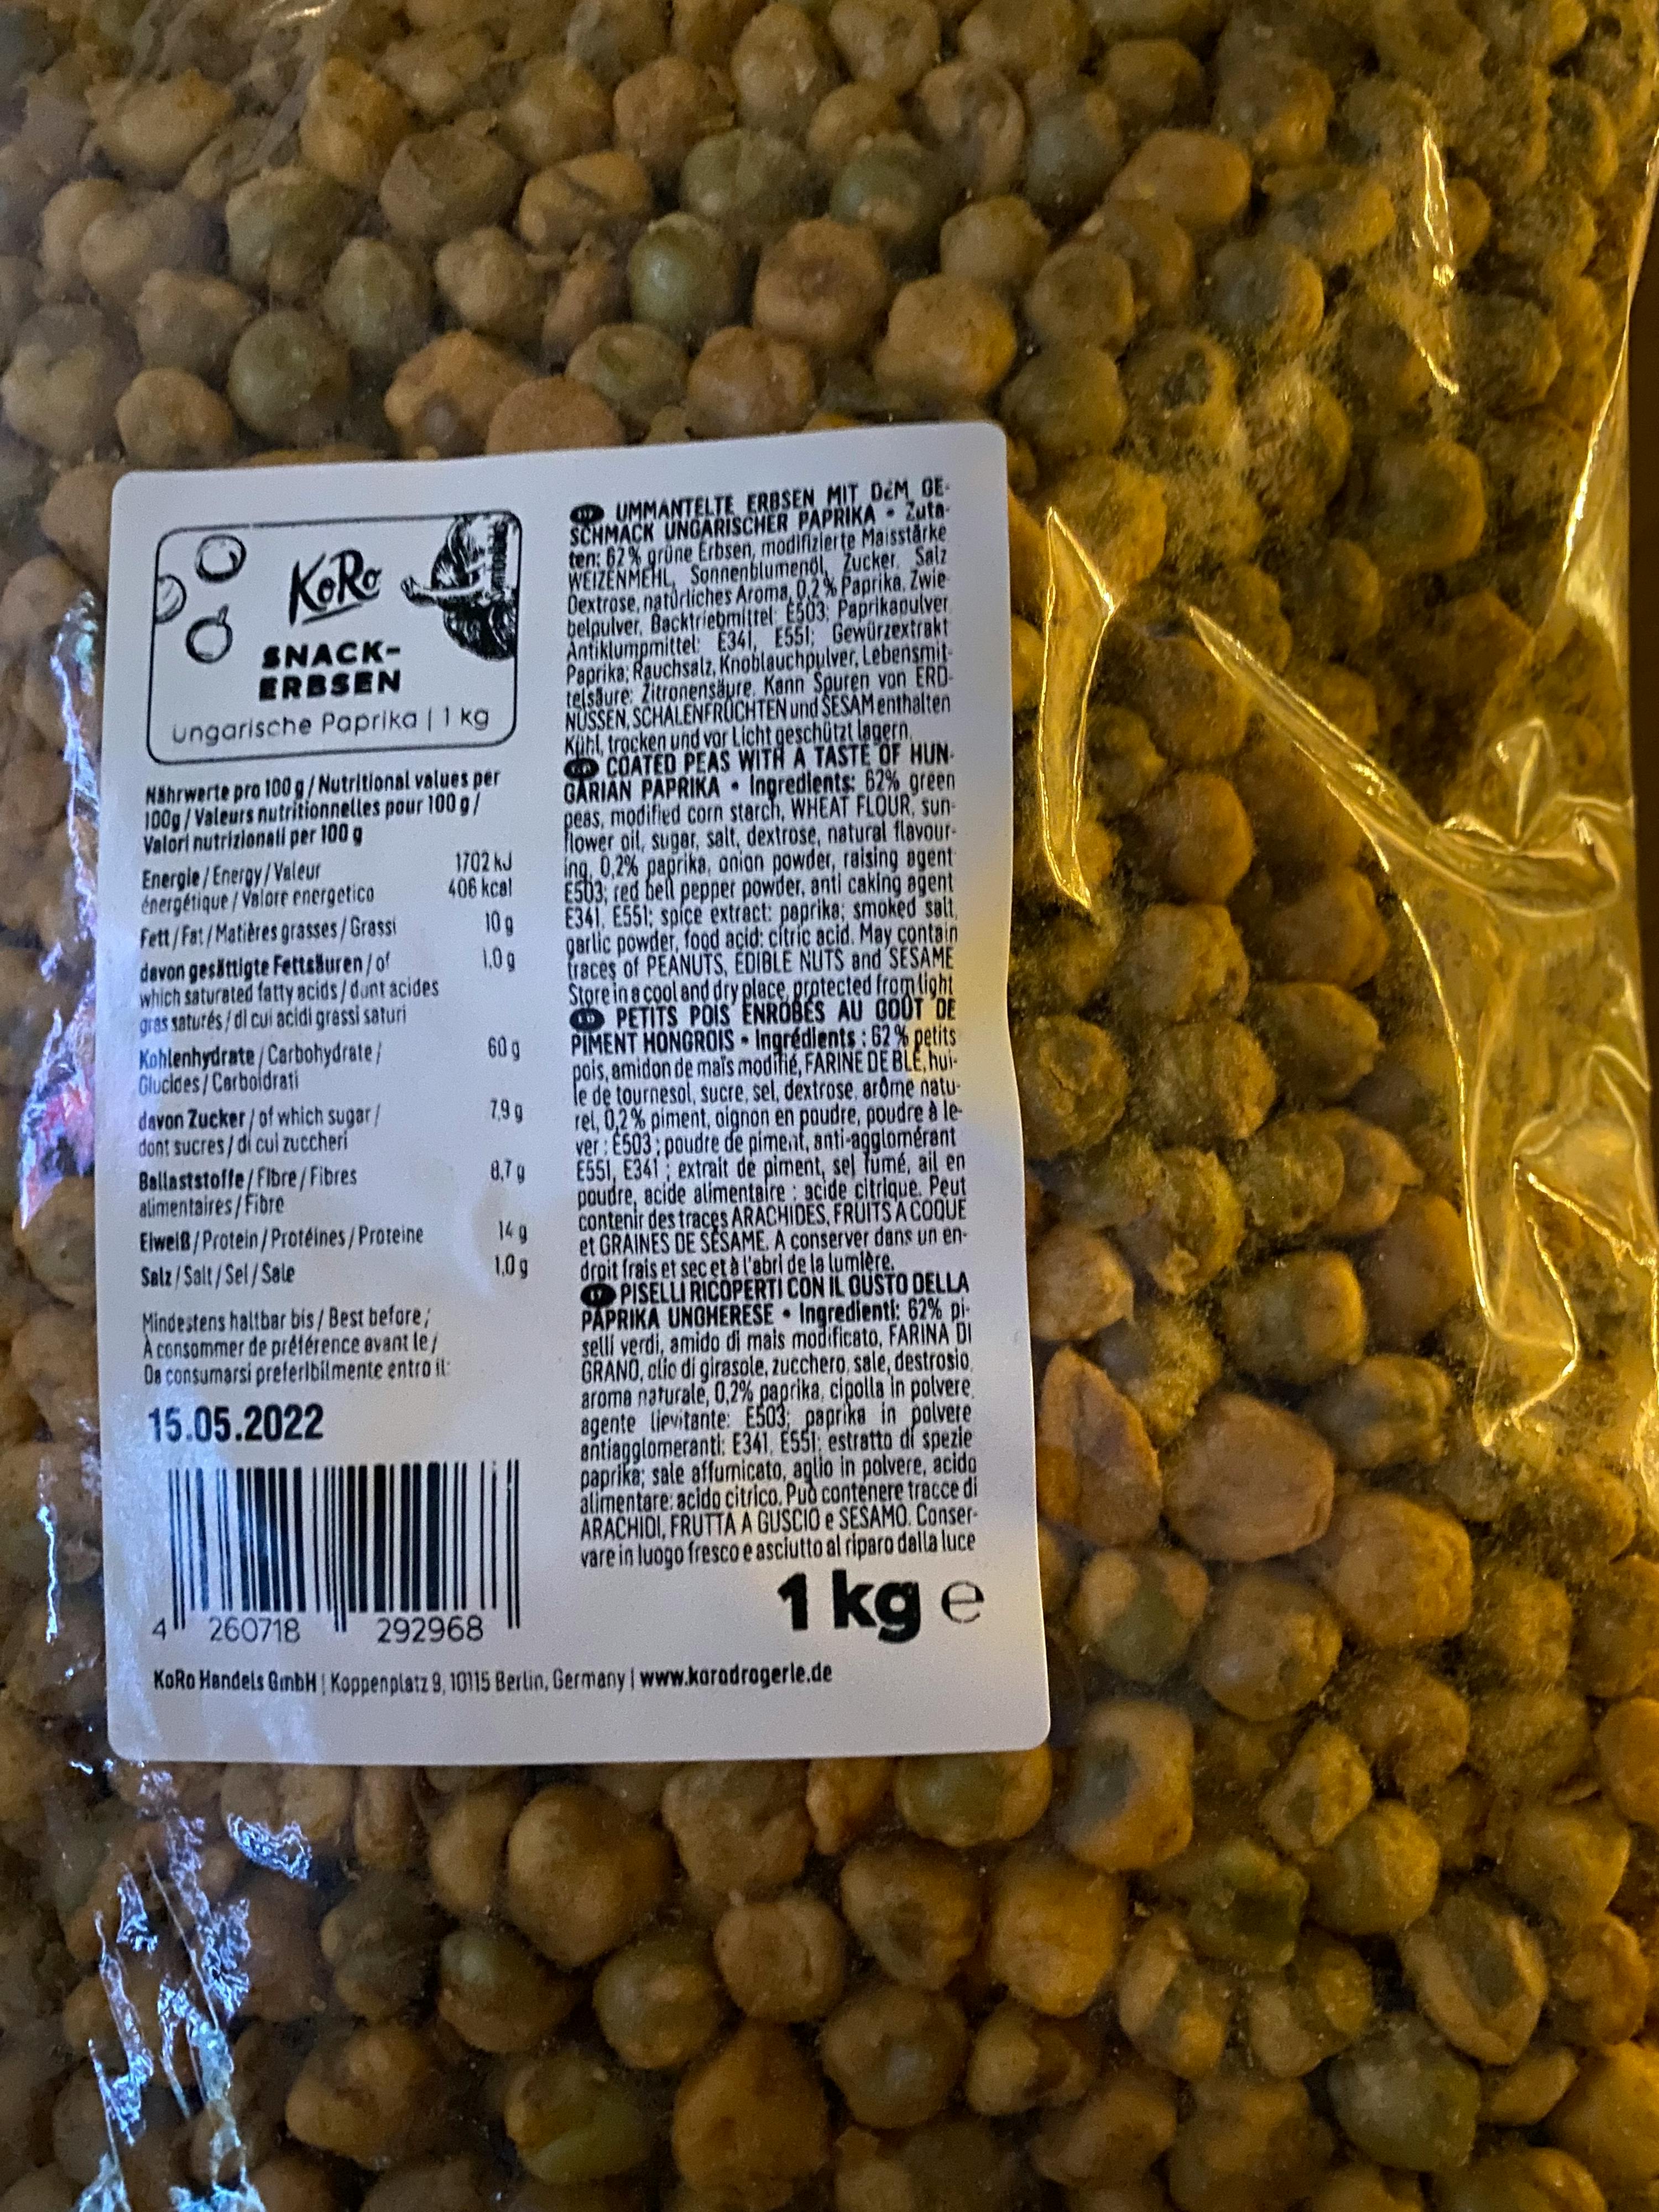 KoRo
SNACK-
ERBSEN
Ungarische Paprika | 1 kg
Nährwerte pro 100 g / Nutritional values per
100g / Valeurs nutritionnelles pour 100 g /
Valori nutrizionali per 100 g
Energie / Energy / Valeur 1702 kJ
énergétique / Valore energetico 406 kcal
Fett / Fat / Matières grasses / Grassi 10 g
davon gesättigte Fettsäuren / of 1,0 g
which saturated fatty acids / dont acides
gras saturés / di cui acidi grassi saturi
Kohlenhydrate / Carbohydrate / 60 g
Glucides / Carboidrati
davon Zucker / of which sugar / 7,9 g
dont sucres / di cui zuccheri
Ballaststoffe / Fibre / Fibres 8,7 g
alimentaires / Fibre
Eiweiß / Protein / Protéines / Proteine 14 g
Salz / Salt / Sel / Sale 1,0 g
Mindestens haltbar bis / Best before /
À consommer de préférence avant le /
Da consumarsi preferibilmente entro il:
15.05.2022
4 260718 292968
UMMANTELTE ERBSEN MIT DEM GE-
SCHMACK UNGARISCHER PAPRIKA • Zuta-
ten: 62 % grüne Erbsen, modifizierte Maisstärke
WEIZENMEHL, Sonnenblumenöl, Zucker, Salz
Dextrose, natürliches Aroma, 0,2 % Paprika, Zwie-
belpulver, Backtriebmittel: E503; Paprikapulver
Antiklumpmittel: E341, E551; Gewürzextrakt
Paprika; Rauchsalz, Knoblauchpulver, Lebensmit-
telsäure: Zitronensäure. Kann Spuren von ERD-
NÜSSEN, SCHALENFRÜCHTEN und SESAM enthalten
Kühl, trocken und vor Licht geschützt lagern.
COATED PEAS WITH A TASTE OF HUN-
GARIAN PAPRIKA • Ingredients: 62% green
peas, modified corn starch, WHEAT FLOUR, sun-
flower oil, sugar, salt, dextrose, natural flavour-
ing, 0,2% paprika, onion powder, raising agent
E503; red bell pepper powder, anti caking agent
E341, E551; spice extract: paprika; smoked salt,
garlic powder, food acid: citric acid. May contain
traces of PEANUTS, EDIBLE NUTS and SESAME
Store in a cool and dry place, protected from light
PETITS POIS ENROBÉS AU GOÛT DE
PIMENT HONGROIS • Ingrédients : 62 % petits
pois, amidon de maïs modifié, FARINE DE BLÉ, hui-
le de tournesol, sucre, sel, dextrose, arôme natu-
rel, 0,2 % piment, oignon en poudre, poudre à le-
ver : E503 ; poudre de piment, anti-agglomérant
E551, E341 ; extrait de piment, sel fumé, ail en
poudre, acide alimentaire : acide citrique. Peut
contenir des traces ARACHIDES, FRUITS À COQUE
et GRAINES DE SÉSAME. A conserver dans un en-
droit frais et sec et à l'abri de la lumière.
PISELLI RICOPERTI CON IL GUSTO DELLA
PAPRIKA UNGHERESE • Ingredienti: 62% pi-
selli verdi, amido di mais modificato, FARINA DI
GRANO, olio di girasole, zucchero, sale, destrosio,
aroma naturale, 0,2% paprika, cipolla in polvere,
agente lievitante: E503; paprika in polvere
antiagglomeranti: E341, E551; estratto di spezie
paprika; sale affumicato, aglio in polvere, acido
alimentare: acido citrico. Può contenere tracce di
ARACHIDI, FRUTTA A GUSCIO e SESAMO. Conser-
vare in luogo fresco e asciutto al riparo dalla luce
1 kg e
KoRo Handels GmbH | Koppenplatz 9, 10115 Berlin, Germany | www.korodrogerie.de